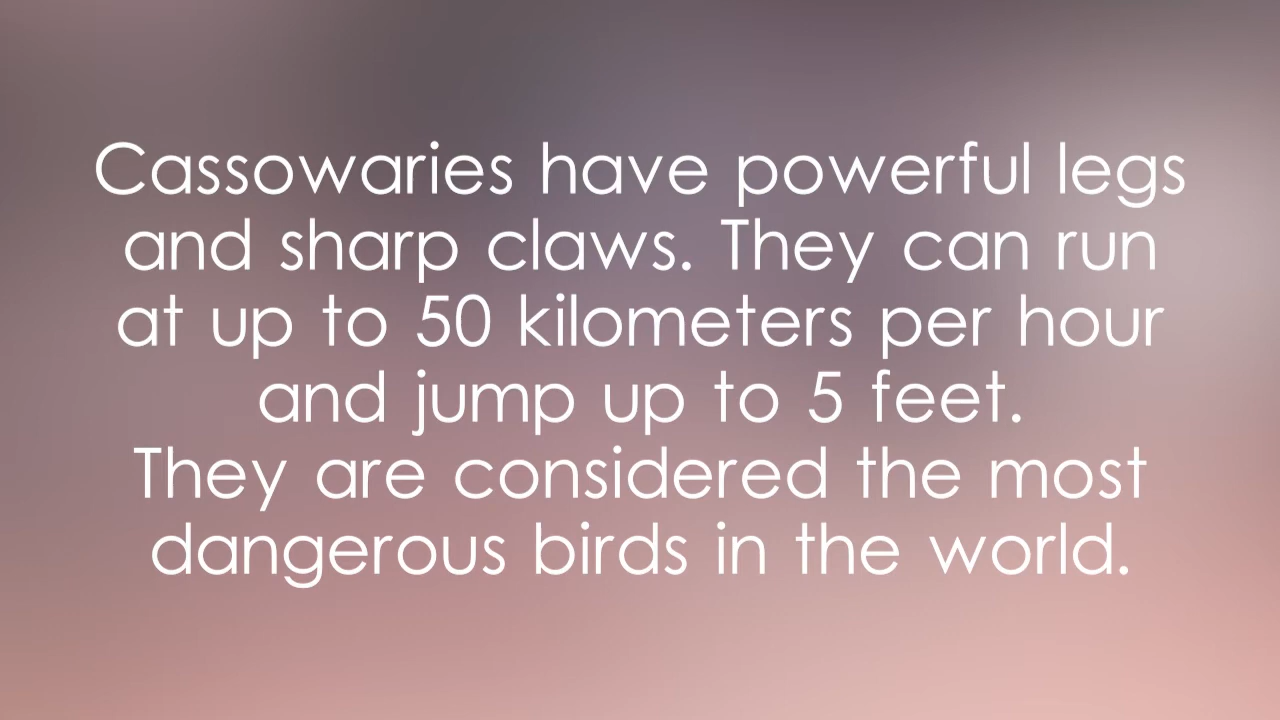 Cassowaries have powerful legs
and sharp claws. They can run
at up to 50 kilometers per hour
and jump up to 5 feet.
They are considered the most
dangerous birds in the world.